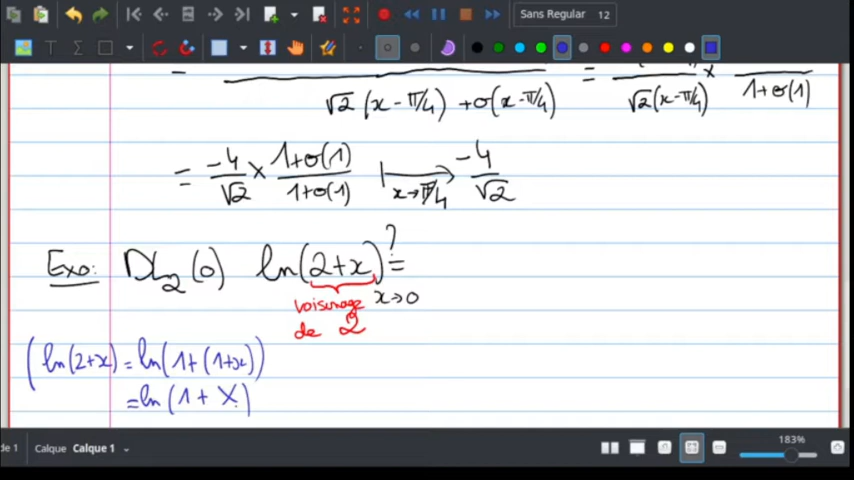 Sans Regular 12
√2 (x - π/4) + o(x - π/4) = √2(x - π/4) × 1 + o(1)
= -4/√2 × 1+o(1)/1+o(1) ⟼ x→π/4 -4/√2
Exo: DL₂(0) ln(2+x) ?= x→0
voisinage
de 2
(ln(2+x) = ln(1+(1+x))
= ln(1 + X)
de 1 Calque Calque 1 183%